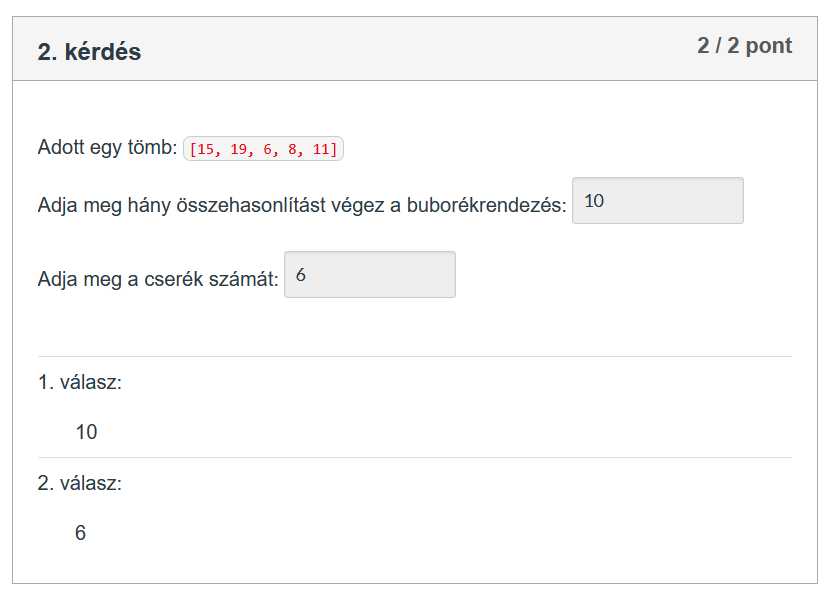 2. kérdés
2 / 2 pont
Adott egy tömb: [15, 19, 6, 8, 11]
Adja meg hány összehasonlítást végez a buborékrendezés: 10
Adja meg a cserék számát: 6
1. válasz:
10
2. válasz:
6